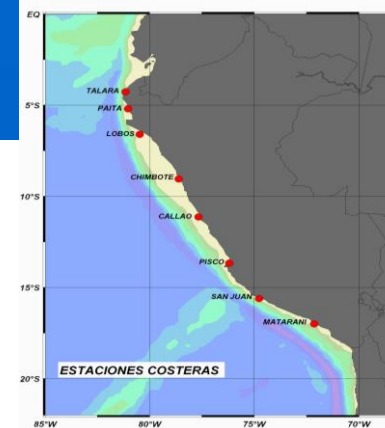 EQ
TALARA
5°S
PAITA
LOBOS
CHIMBOTE
10°S
CALLAO
PISCO
15°S
SAN JUAN
MATARANI
ESTACIONES COSTERAS
20°S
85°W 80°W 75°W 70°W